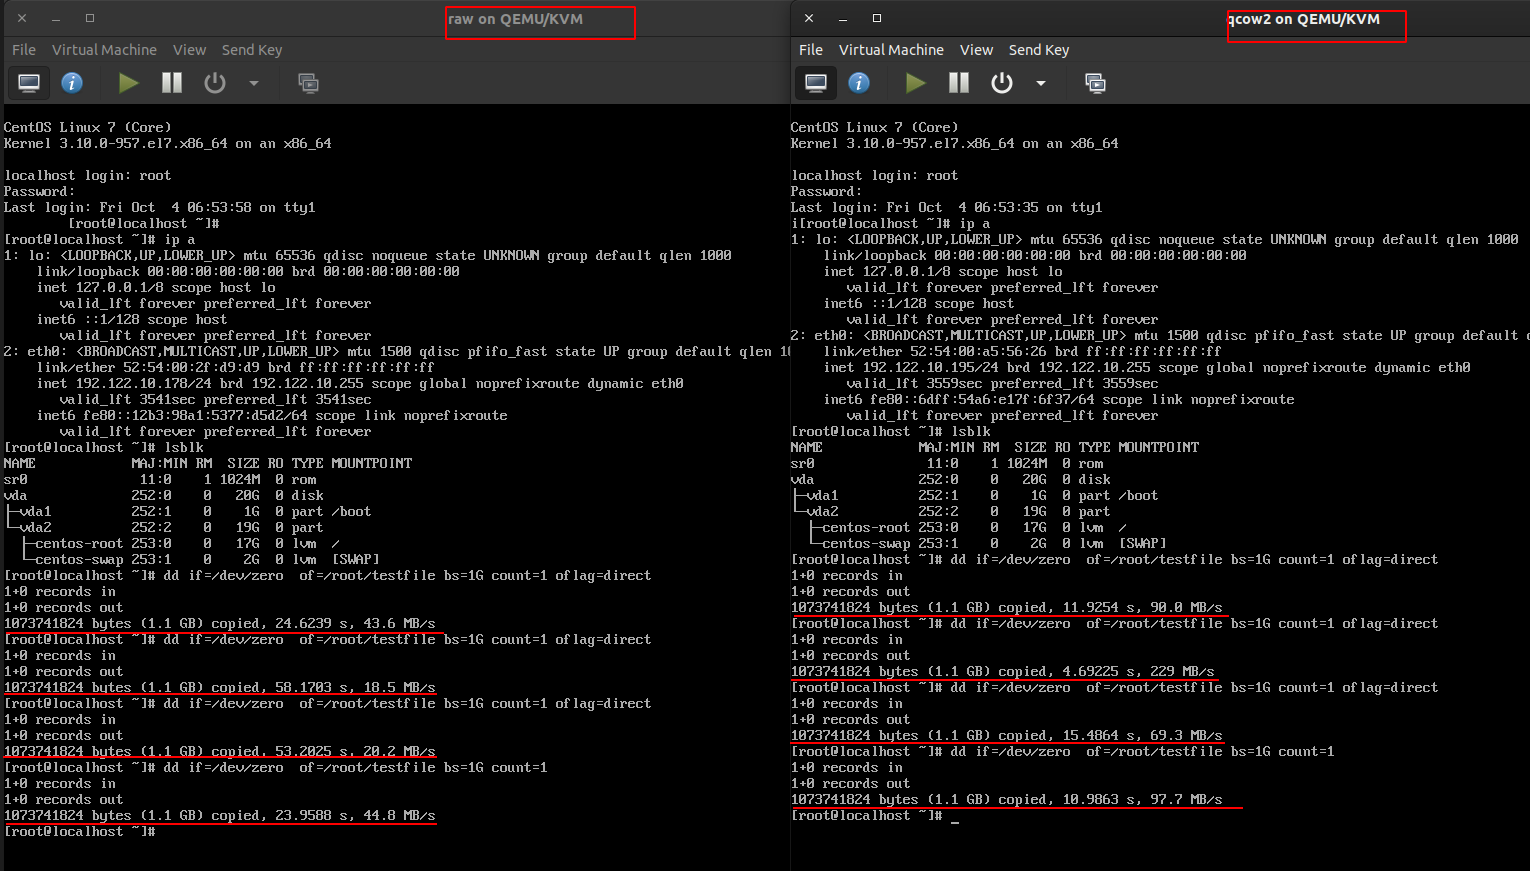 raw on QEMU/KVM
File Virtual Machine View Send Key
CentOS Linux 7 (Core)
Kernel 3.10.0-957.el7.x86_64 on an x86_64
localhost login: root
Password:
Last login: Fri Oct  4 06:53:58 on tty1
[root@localhost ~]#
[root@localhost ~]# ip a
1: lo: <LOOPBACK,UP,LOWER_UP> mtu 65536 qdisc noqueue state UNKNOWN group default qlen 1000
link/loopback 00:00:00:00:00:00 brd 00:00:00:00:00:00
inet 127.0.0.1/8 scope host lo
valid_lft forever preferred_lft forever
inet6 ::1/128 scope host
valid_lft forever preferred_lft forever
2: eth0: <BROADCAST,MULTICAST,UP,LOWER_UP> mtu 1500 qdisc pfifo_fast state UP group default qlen 10
link/ether 52:54:00:2f:d9:d9 brd ff:ff:ff:ff:ff:ff
inet 192.122.10.178/24 brd 192.122.10.255 scope global noprefixroute dynamic eth0
valid_lft 3541sec preferred_lft 3541sec
inet6 fe80::12b3:98a1:5377:d5d2/64 scope link noprefixroute
valid_lft forever preferred_lft forever
[root@localhost ~]# lsblk
NAME MAJ:MIN RM SIZE RO TYPE MOUNTPOINT
sr0 11:0 1 1024M 0 rom
vda 252:0 0 20G 0 disk
├─vda1 252:1 0 1G 0 part /boot
└─vda2 252:2 0 19G 0 part
├─centos-root 253:0 0 17G 0 lvm /
└─centos-swap 253:1 0 2G 0 lvm [SWAP]
[root@localhost ~]# dd if=/dev/zero  of=/root/testfile bs=1G count=1 oflag=direct
1+0 records in
1+0 records out
1073741824 bytes (1.1 GB) copied, 24.6239 s, 43.6 MB/s
[root@localhost ~]# dd if=/dev/zero  of=/root/testfile bs=1G count=1 oflag=direct
1+0 records in
1+0 records out
1073741824 bytes (1.1 GB) copied, 58.1703 s, 18.5 MB/s
[root@localhost ~]# dd if=/dev/zero  of=/root/testfile bs=1G count=1 oflag=direct
1+0 records in
1+0 records out
1073741824 bytes (1.1 GB) copied, 53.2025 s, 20.2 MB/s
[root@localhost ~]# dd if=/dev/zero  of=/root/testfile bs=1G count=1
1+0 records in
1+0 records out
1073741824 bytes (1.1 GB) copied, 23.9588 s, 44.8 MB/s
[root@localhost ~]#
qcow2 on QEMU/KVM
File Virtual Machine View Send Key
CentOS Linux 7 (Core)
Kernel 3.10.0-957.el7.x86_64 on an x86_64
localhost login: root
Password:
Last login: Fri Oct  4 06:53:35 on tty1
i[root@localhost ~]# ip a
1: lo: <LOOPBACK,UP,LOWER_UP> mtu 65536 qdisc noqueue state UNKNOWN group default qlen 1000
link/loopback 00:00:00:00:00:00 brd 00:00:00:00:00:00
inet 127.0.0.1/8 scope host lo
valid_lft forever preferred_lft forever
inet6 ::1/128 scope host
valid_lft forever preferred_lft forever
2: eth0: <BROADCAST,MULTICAST,UP,LOWER_UP> mtu 1500 qdisc pfifo_fast state UP group default q
link/ether 52:54:00:a5:56:26 brd ff:ff:ff:ff:ff:ff
inet 192.122.10.195/24 brd 192.122.10.255 scope global noprefixroute dynamic eth0
valid_lft 3559sec preferred_lft 3559sec
inet6 fe80::6dff:54a6:e17f:6f37/64 scope link noprefixroute
valid_lft forever preferred_lft forever
[root@localhost ~]# lsblk
NAME MAJ:MIN RM SIZE RO TYPE MOUNTPOINT
sr0 11:0 1 1024M 0 rom
vda 252:0 0 20G 0 disk
├─vda1 252:1 0 1G 0 part /boot
└─vda2 252:2 0 19G 0 part
├─centos-root 253:0 0 17G 0 lvm /
└─centos-swap 253:1 0 2G 0 lvm [SWAP]
[root@localhost ~]# dd if=/dev/zero  of=/root/testfile bs=1G count=1 oflag=direct
1+0 records in
1+0 records out
1073741824 bytes (1.1 GB) copied, 11.9254 s, 90.0 MB/s
[root@localhost ~]# dd if=/dev/zero  of=/root/testfile bs=1G count=1 oflag=direct
1+0 records in
1+0 records out
1073741824 bytes (1.1 GB) copied, 4.69225 s, 229 MB/s
[root@localhost ~]# dd if=/dev/zero  of=/root/testfile bs=1G count=1 oflag=direct
1+0 records in
1+0 records out
1073741824 bytes (1.1 GB) copied, 15.4864 s, 69.3 MB/s
[root@localhost ~]# dd if=/dev/zero  of=/root/testfile bs=1G count=1
1+0 records in
1+0 records out
1073741824 bytes (1.1 GB) copied, 10.9863 s, 97.7 MB/s
[root@localhost ~]# _